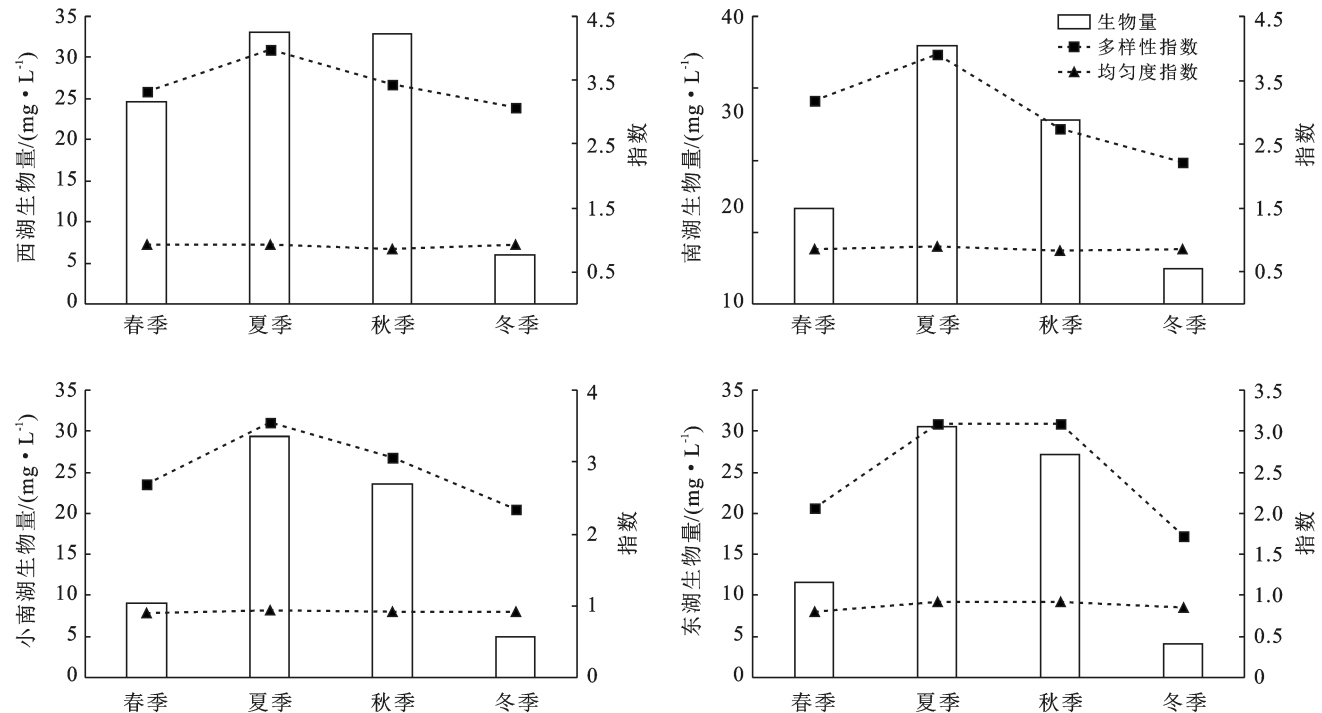 西湖生物量/(mg·L⁻¹)
35
30
25
20
15
10
5
0
春季
夏季
秋季
冬季
4.5
3.5
2.5
1.5
0.5
指数
南湖生物量/(mg·L⁻¹)
40
30
20
10
春季
夏季
秋季
冬季
生物量
多样性指数
均匀度指数
4.5
3.5
2.5
1.5
0.5
指数
小南湖生物量/(mg·L⁻¹)
35
30
25
20
15
10
5
0
春季
夏季
秋季
冬季
4
3
2
1
0
指数
东湖生物量/(mg·L⁻¹)
35
30
25
20
15
10
5
0
春季
夏季
秋季
冬季
3.5
3.0
2.5
2.0
1.5
1.0
0.5
0
指数